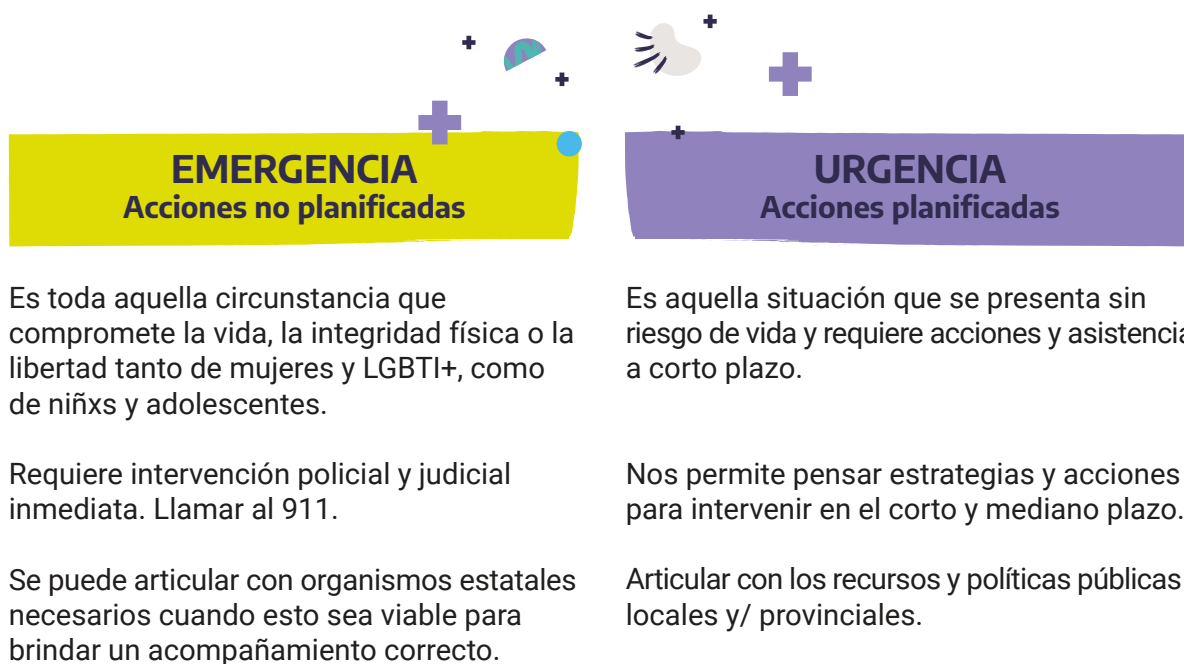 EMERGENCIA
Acciones no planificadas
Es toda aquella circunstancia que
compromete la vida, la integridad física o la
libertad tanto de mujeres y LGBTI+, como
de niñxs y adolescentes.
Requiere intervención policial y judicial
inmediata. Llamar al 911.
Se puede articular con organismos estatales
necesarios cuando esto sea viable para
brindar un acompañamiento correcto.
URGENCIA
Acciones planificadas
Es aquella situación que se presenta sin
riesgo de vida y requiere acciones y asistencia
a corto plazo.
Nos permite pensar estrategias y acciones
para intervenir en el corto y mediano plazo.
Articular con los recursos y políticas públicas
locales y/ provinciales.